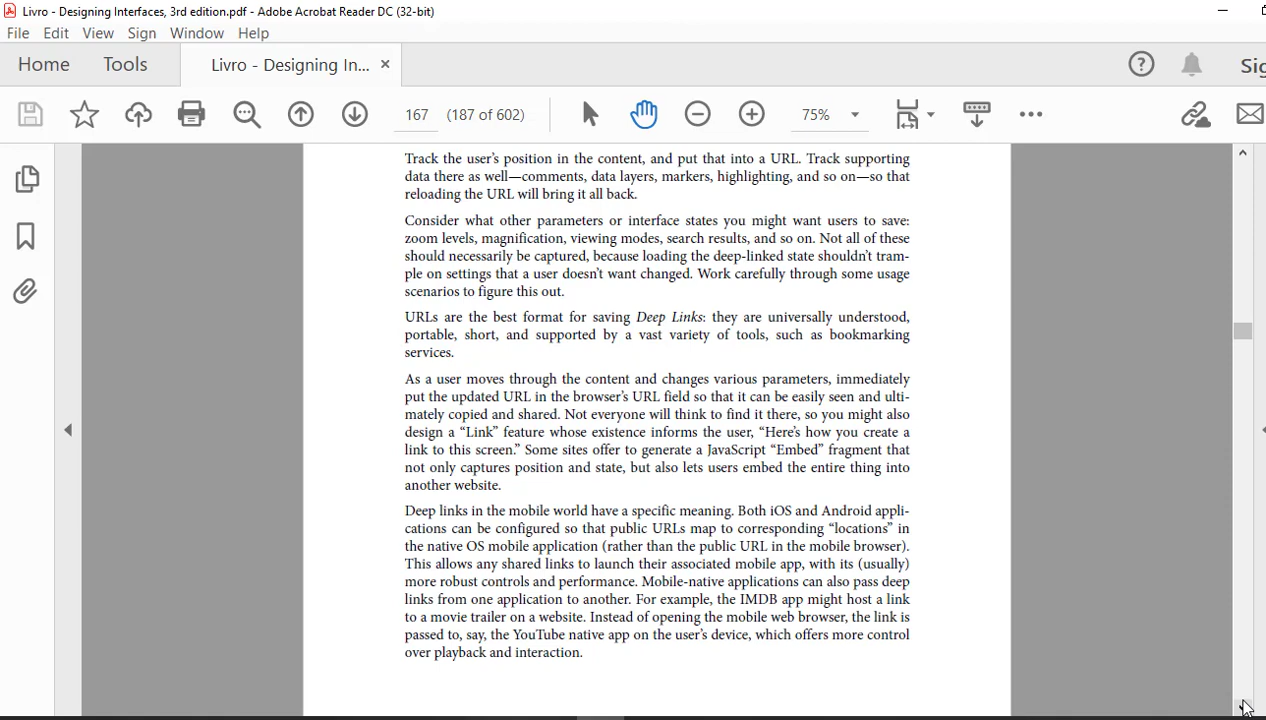 Livro - Designing Interfaces, 3rd edition.pdf - Adobe Acrobat Reader DC (32-bit)
File Edit View Sign Window Help
Home Tools Livro - Designing In... ×
Sig
167 (187 of 602) 75%
Track the user's position in the content, and put that into a URL. Track supporting
data there as well—comments, data layers, markers, highlighting, and so on—so that
reloading the URL will bring it all back.
Consider what other parameters or interface states you might want users to save:
zoom levels, magnification, viewing modes, search results, and so on. Not all of these
should necessarily be captured, because loading the deep-linked state shouldn't tram-
ple on settings that a user doesn't want changed. Work carefully through some usage
scenarios to figure this out.
URLs are the best format for saving Deep Links: they are universally understood,
portable, short, and supported by a vast variety of tools, such as bookmarking
services.
As a user moves through the content and changes various parameters, immediately
put the updated URL in the browser's URL field so that it can be easily seen and ulti-
mately copied and shared. Not everyone will think to find it there, so you might also
design a “Link” feature whose existence informs the user, “Here's how you create a
link to this screen.” Some sites offer to generate a JavaScript “Embed” fragment that
not only captures position and state, but also lets users embed the entire thing into
another website.
Deep links in the mobile world have a specific meaning. Both iOS and Android appli-
cations can be configured so that public URLs map to corresponding “locations” in
the native OS mobile application (rather than the public URL in the mobile browser).
This allows any shared links to launch their associated mobile app, with its (usually)
more robust controls and performance. Mobile-native applications can also pass deep
links from one application to another. For example, the IMDB app might host a link
to a movie trailer on a website. Instead of opening the mobile web browser, the link is
passed to, say, the YouTube native app on the user's device, which offers more control
over playback and interaction.